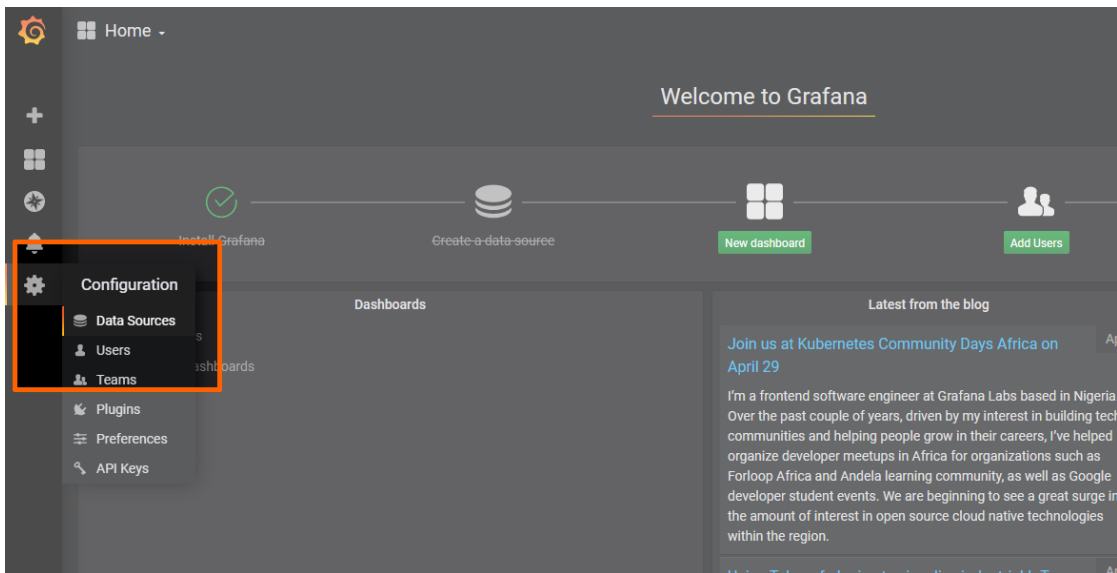 Home
Welcome to Grafana
Install Grafana
Create a data source
New dashboard
Add Users
Configuration
Data Sources
Users
Teams
Plugins
Preferences
API Keys
Dashboards
s
ashboards
Latest from the blog
Join us at Kubernetes Community Days Africa on
April 29
Ap
I'm a frontend software engineer at Grafana Labs based in Nigeria
Over the past couple of years, driven by my interest in building tech
communities and helping people grow in their careers, I've helped
organize developer meetups in Africa for organizations such as
Forloop Africa and Andela learning community, as well as Google
developer student events. We are beginning to see a great surge in
the amount of interest in open source cloud native technologies
within the region.